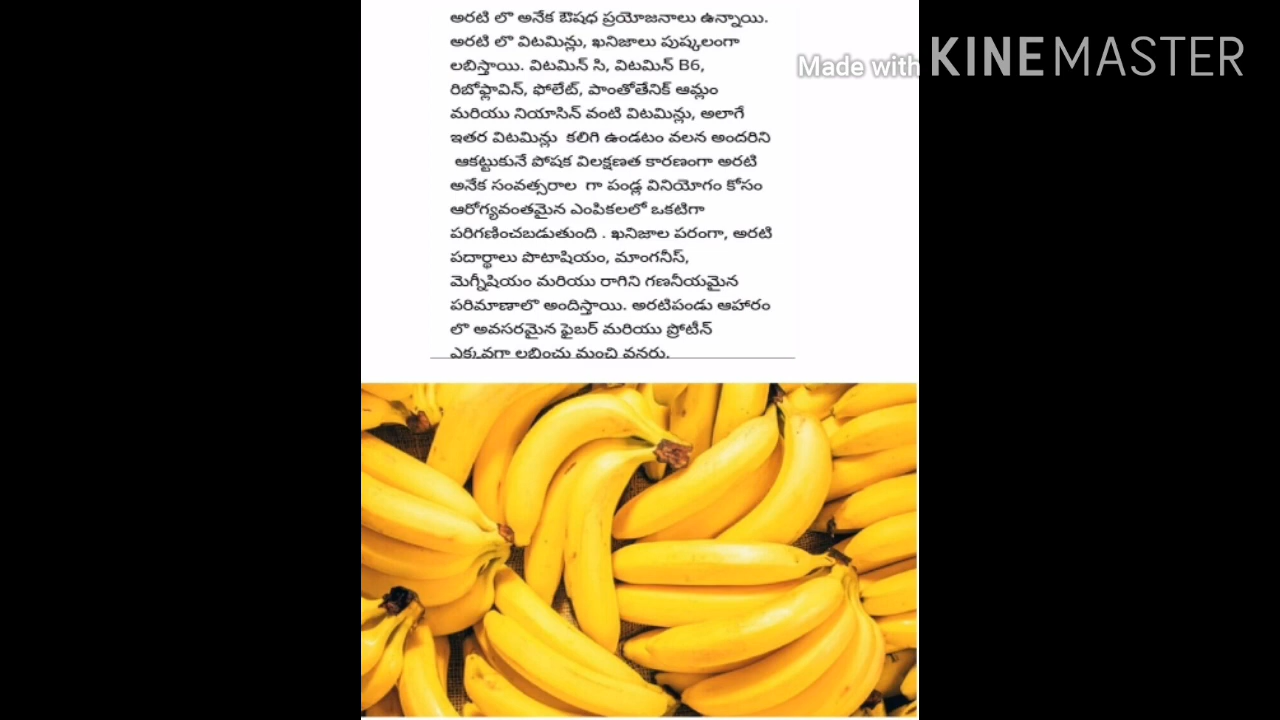 అరటి లొ అనేక ఔషధ ప్రయోజనాలు ఉన్నాయి.
అరటి లొ విటమిన్లు, ఖనిజాలు పుష్కలంగా
లబిస్తాయి. విటమిన్ సి, విటమిన్ B6,
రిబోఫ్లావిన్, ఫోలేట్, పాంతోతేనిక్ ఆమ్లం
మరియు నియాసిన్ వంటి విటమిన్లు, అలాగే
ఇతర విటమిన్లు కలిగి ఉండటం వలన అందరిని
ఆకట్టుకునే పోషక విలక్షణత కారణంగా అరటి
అనేక సంవత్సరాల గా పండ్ల వినియోగం కోసం
ఆరోగ్యవంతమైన ఎంపికలలో ఒకటిగా
పరిగణించబడుతుంది . ఖనిజాల పరంగా, అరటి
పదార్థాలు పొటాషియం, మాంగనీస్,
మెగ్నీషియం మరియు రాగిని గణనీయమైన
పరిమాణాలొ అందిస్తాయి. అరటిపండు ఆహారం
లొ అవసరమైన ఫైబర్ మరియు ప్రోటీన్
ఎక్కువగా లబించు మంచి వనరు.
Made with KINEMASTER